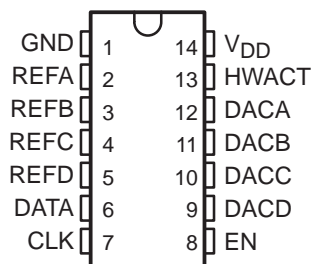 GND 1 14 VDD
REFA 2 13 HWACT
REFB 3 12 DACA
REFC 4 11 DACB
REFD 5 10 DACC
DATA 6 9 DACD
CLK 7 8 EN